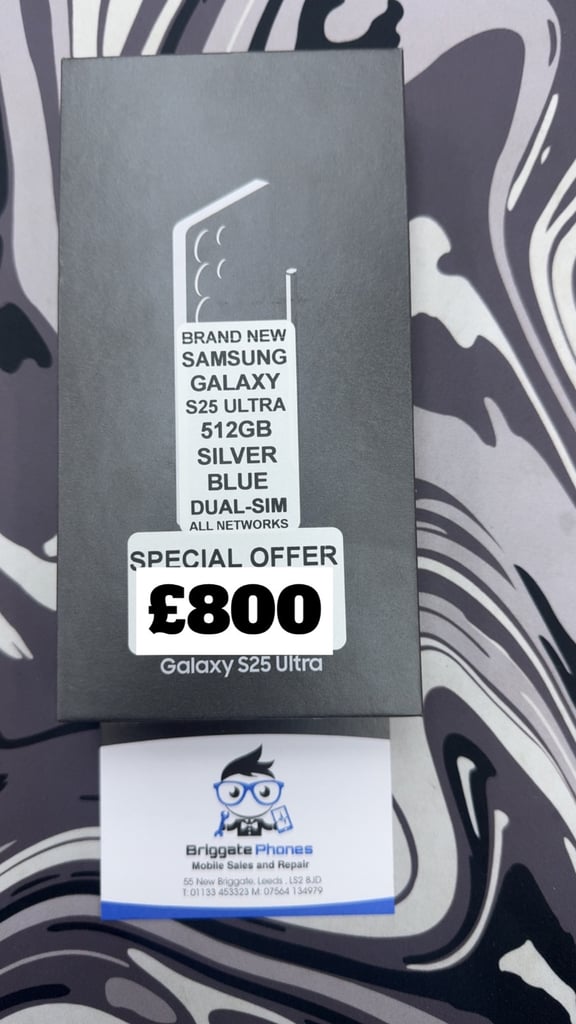 BRAND NEW
SAMSUNG
GALAXY
S25 ULTRA
512GB
SILVER
BLUE
DUAL-SIM
ALL NETWORKS
SPECIAL OFFER
£800
Galaxy S25 Ultra
Briggate Phones
Mobile Sales and Repair
55 New Briggate, Leeds , LS2 8JD
T: 01133 453323 M: 07564 134979